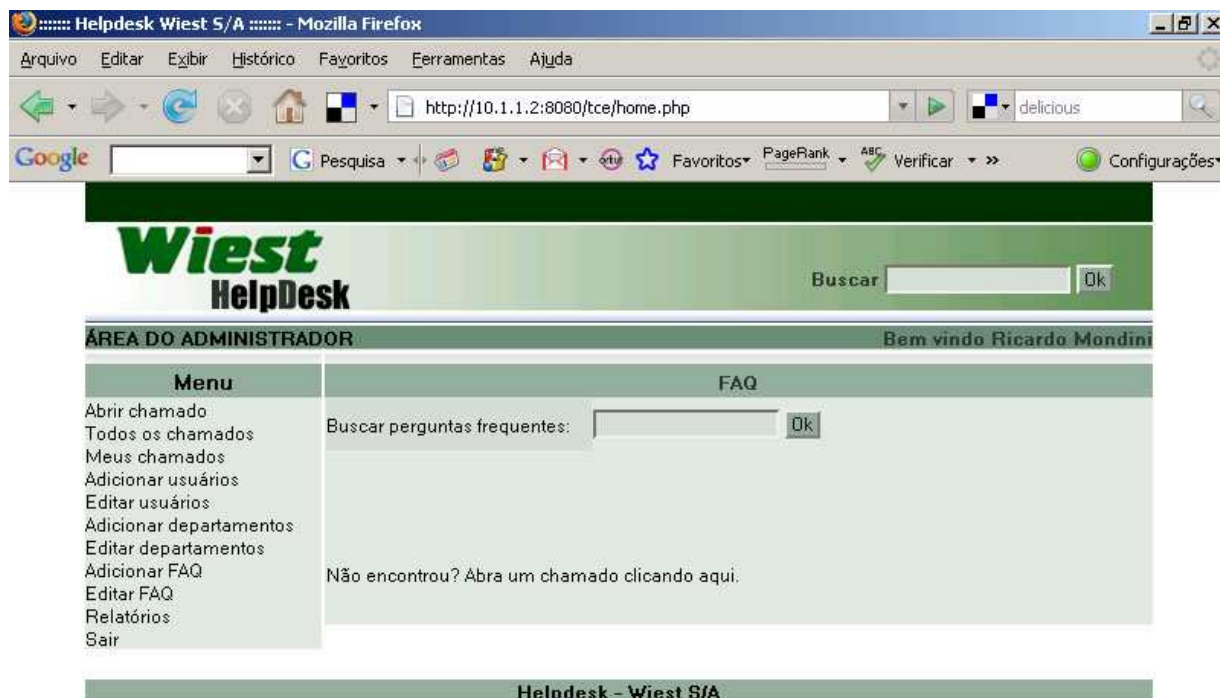 ::::::: Helpdesk Wiest S/A ::::::: - Mozilla Firefox
Arquivo Editar Exibir Histórico Favoritos Ferramentas Ajuda
http://10.1.1.2:8080/tce/home.php delicious
Google Pesquisa Favoritos PageRank ABC Verificar » Configurações
Wiest
HelpDesk
Buscar Ok
ÁREA DO ADMINISTRADOR Bem vindo Ricardo Mondini
Menu
Abrir chamado
Todos os chamados
Meus chamados
Adicionar usuários
Editar usuários
Adicionar departamentos
Editar departamentos
Adicionar FAQ
Editar FAQ
Relatórios
Sair
FAQ
Buscar perguntas frequentes: Ok
Não encontrou? Abra um chamado clicando aqui.
Helpdesk - Wiest S/A